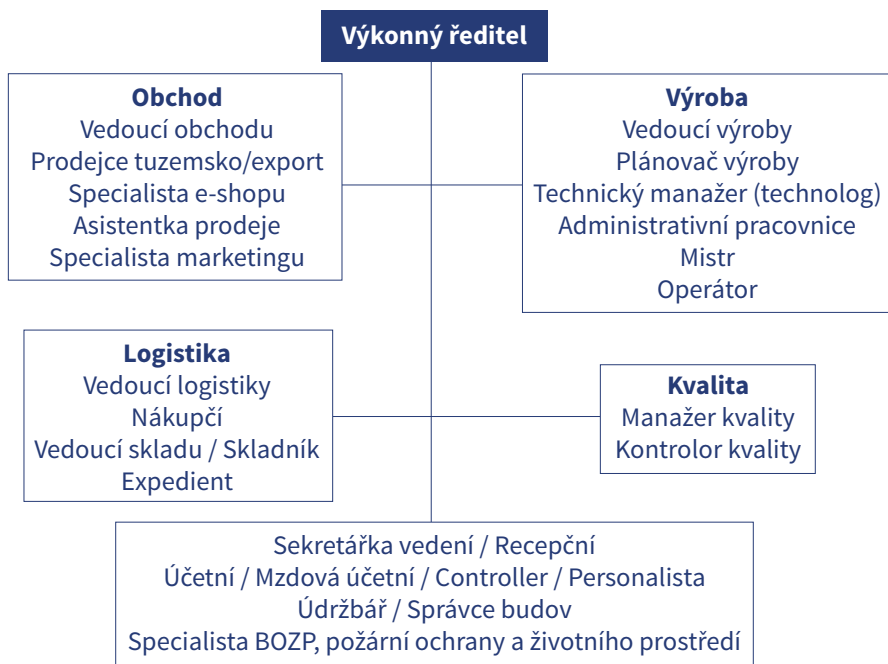 Výkonný ředitel
Obchod
Vedoucí obchodu
Prodejce tuzemsko/export
Specialista e-shopu
Asistentka prodeje
Specialista marketingu
Výroba
Vedoucí výroby
Plánovač výroby
Technický manažer (technolog)
Administrativní pracovnice
Mistr
Operátor
Logistika
Vedoucí logistiky
Nákupčí
Vedoucí skladu / Skladník
Expedient
Kvalita
Manažer kvality
Kontrolor kvality
Sekretářka vedení / Recepční
Účetní / Mzdová účetní / Controller / Personalista
Údržbář / Správce budov
Specialista BOZP, požární ochrany a životního prostředí